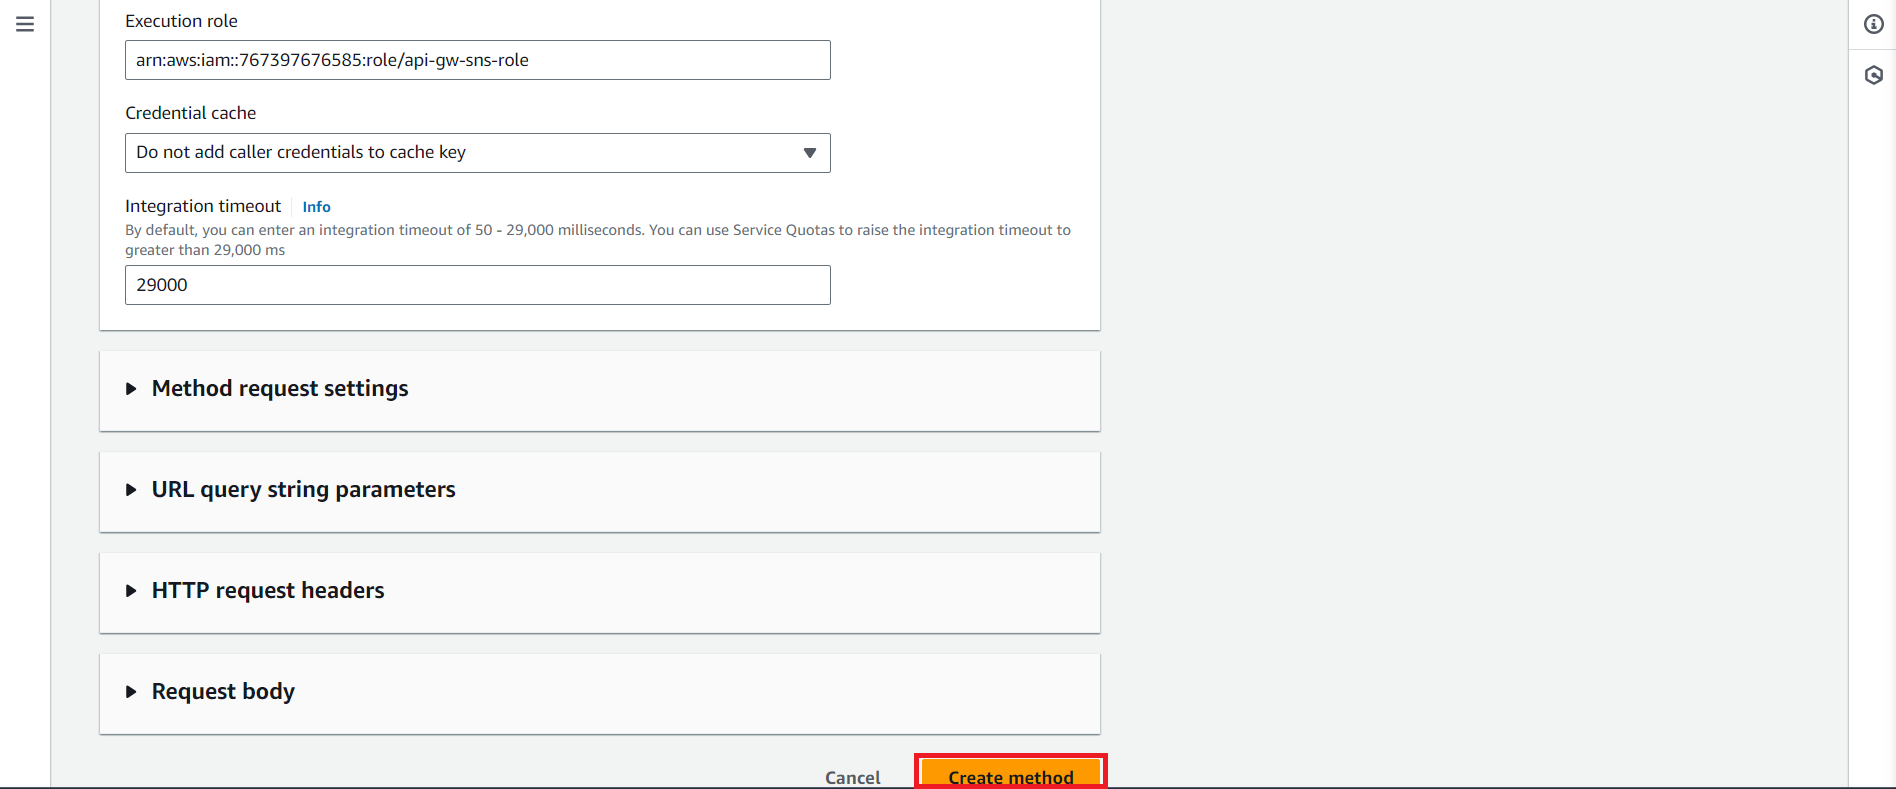 Execution role
arn:aws:iam::767397676585:role/api-gw-sns-role
Credential cache
Do not add caller credentials to cache key
Integration timeout Info
By default, you can enter an integration timeout of 50 - 29,000 milliseconds. You can use Service Quotas to raise the integration timeout to
greater than 29,000 ms
29000
Method request settings
URL query string parameters
HTTP request headers
Request body
Cancel Create method